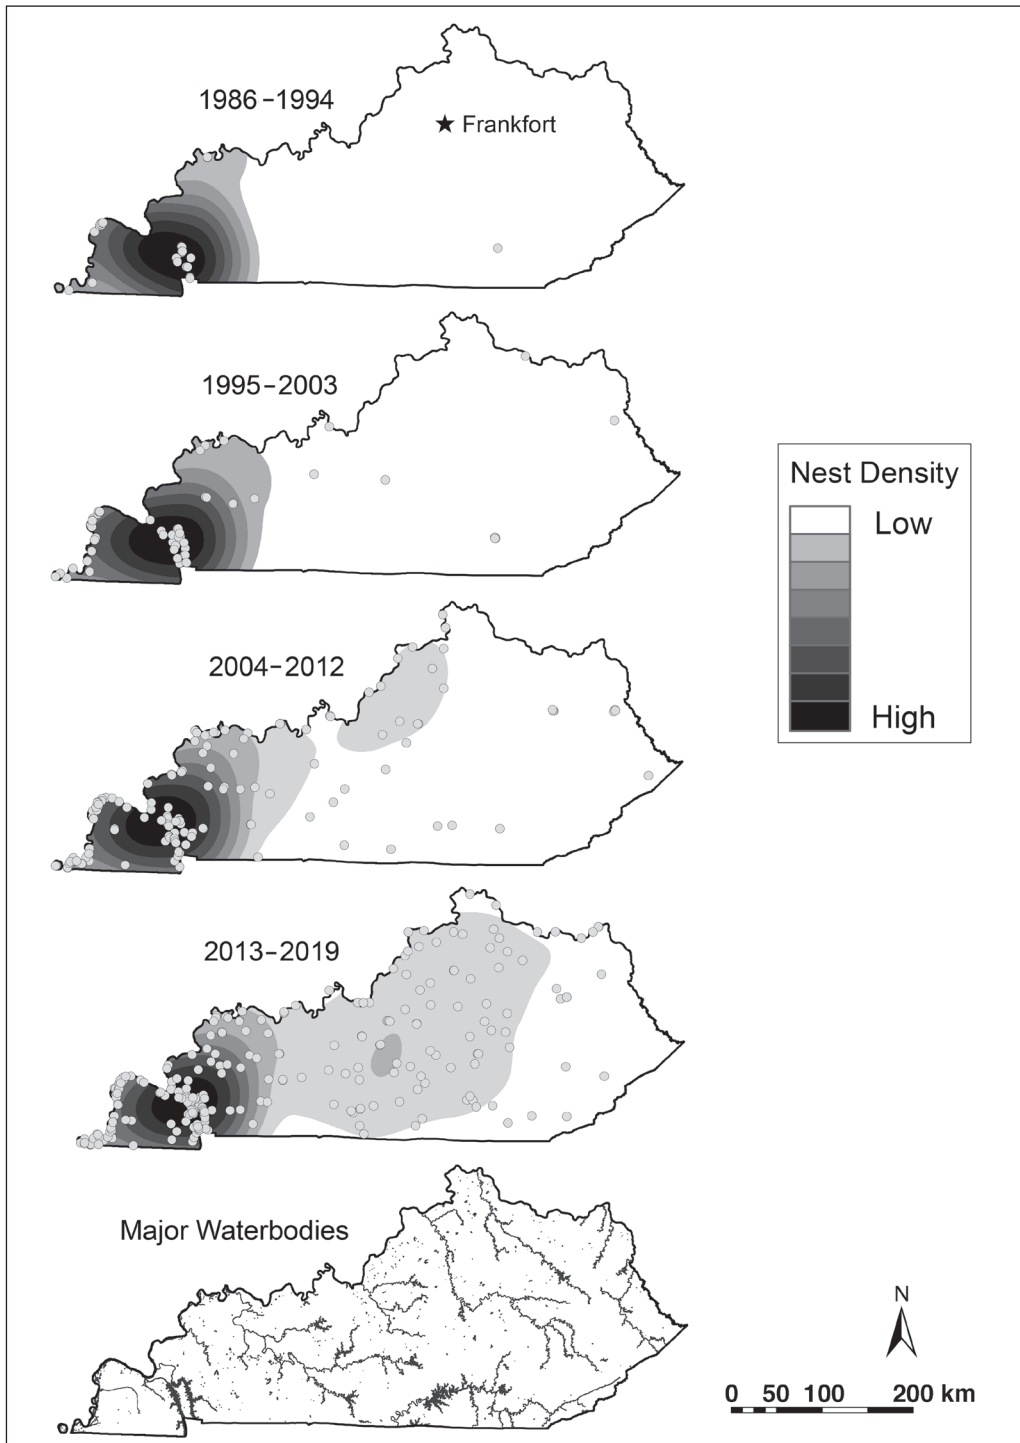 1986-1994
★ Frankfort
1995-2003
Nest Density
Low
High
2004-2012
2013-2019
Major Waterbodies
N
0 50 100 200 km